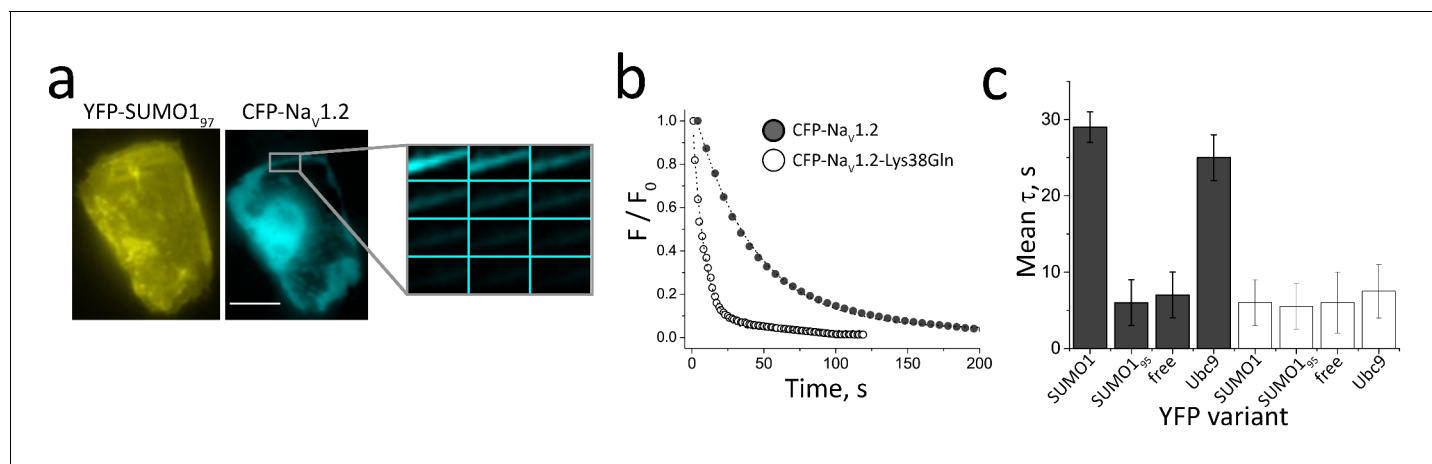 a
YFP-SUMO1₉₇
CFP-Naᵥ1.2
b
1.0
0.8
0.6
0.4
0.2
0.0
F / F₀
0
50
100
150
200
Time, s
CFP-Naᵥ1.2
CFP-Naᵥ1.2-Lys38Gln
c
30
20
10
0
Mean τ, s
SUMO1
SUMO1₉₅
free
Ubc9
SUMO1
SUMO1₉₅
free
Ubc9
YFP variant